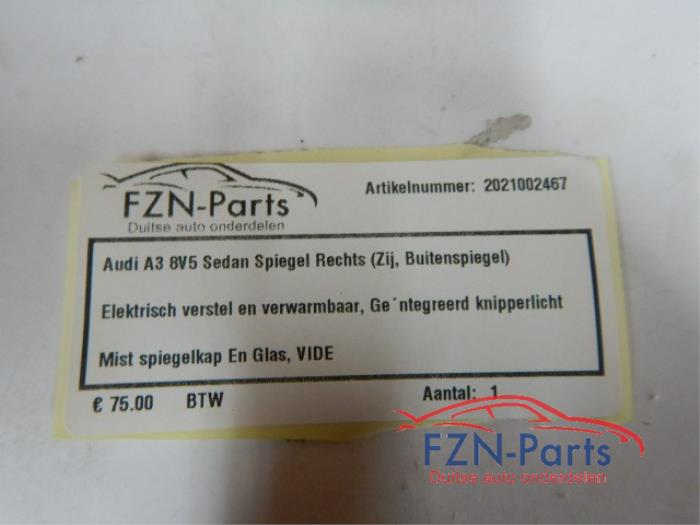 FZN-Parts
Duitse auto onderdelen
Artikelnummer: 2021002467
Audi A3 8V5 Sedan Spiegel Rechts (Zij, Buitenspiegel)
Elektrisch verstel en verwarmbaar, Ge´ntegreerd knipperlicht
Mist spiegelkap En Glas, VIDE
€ 75.00 BTW Aantal: 1
FZN-Parts
Duitse auto onderdelen